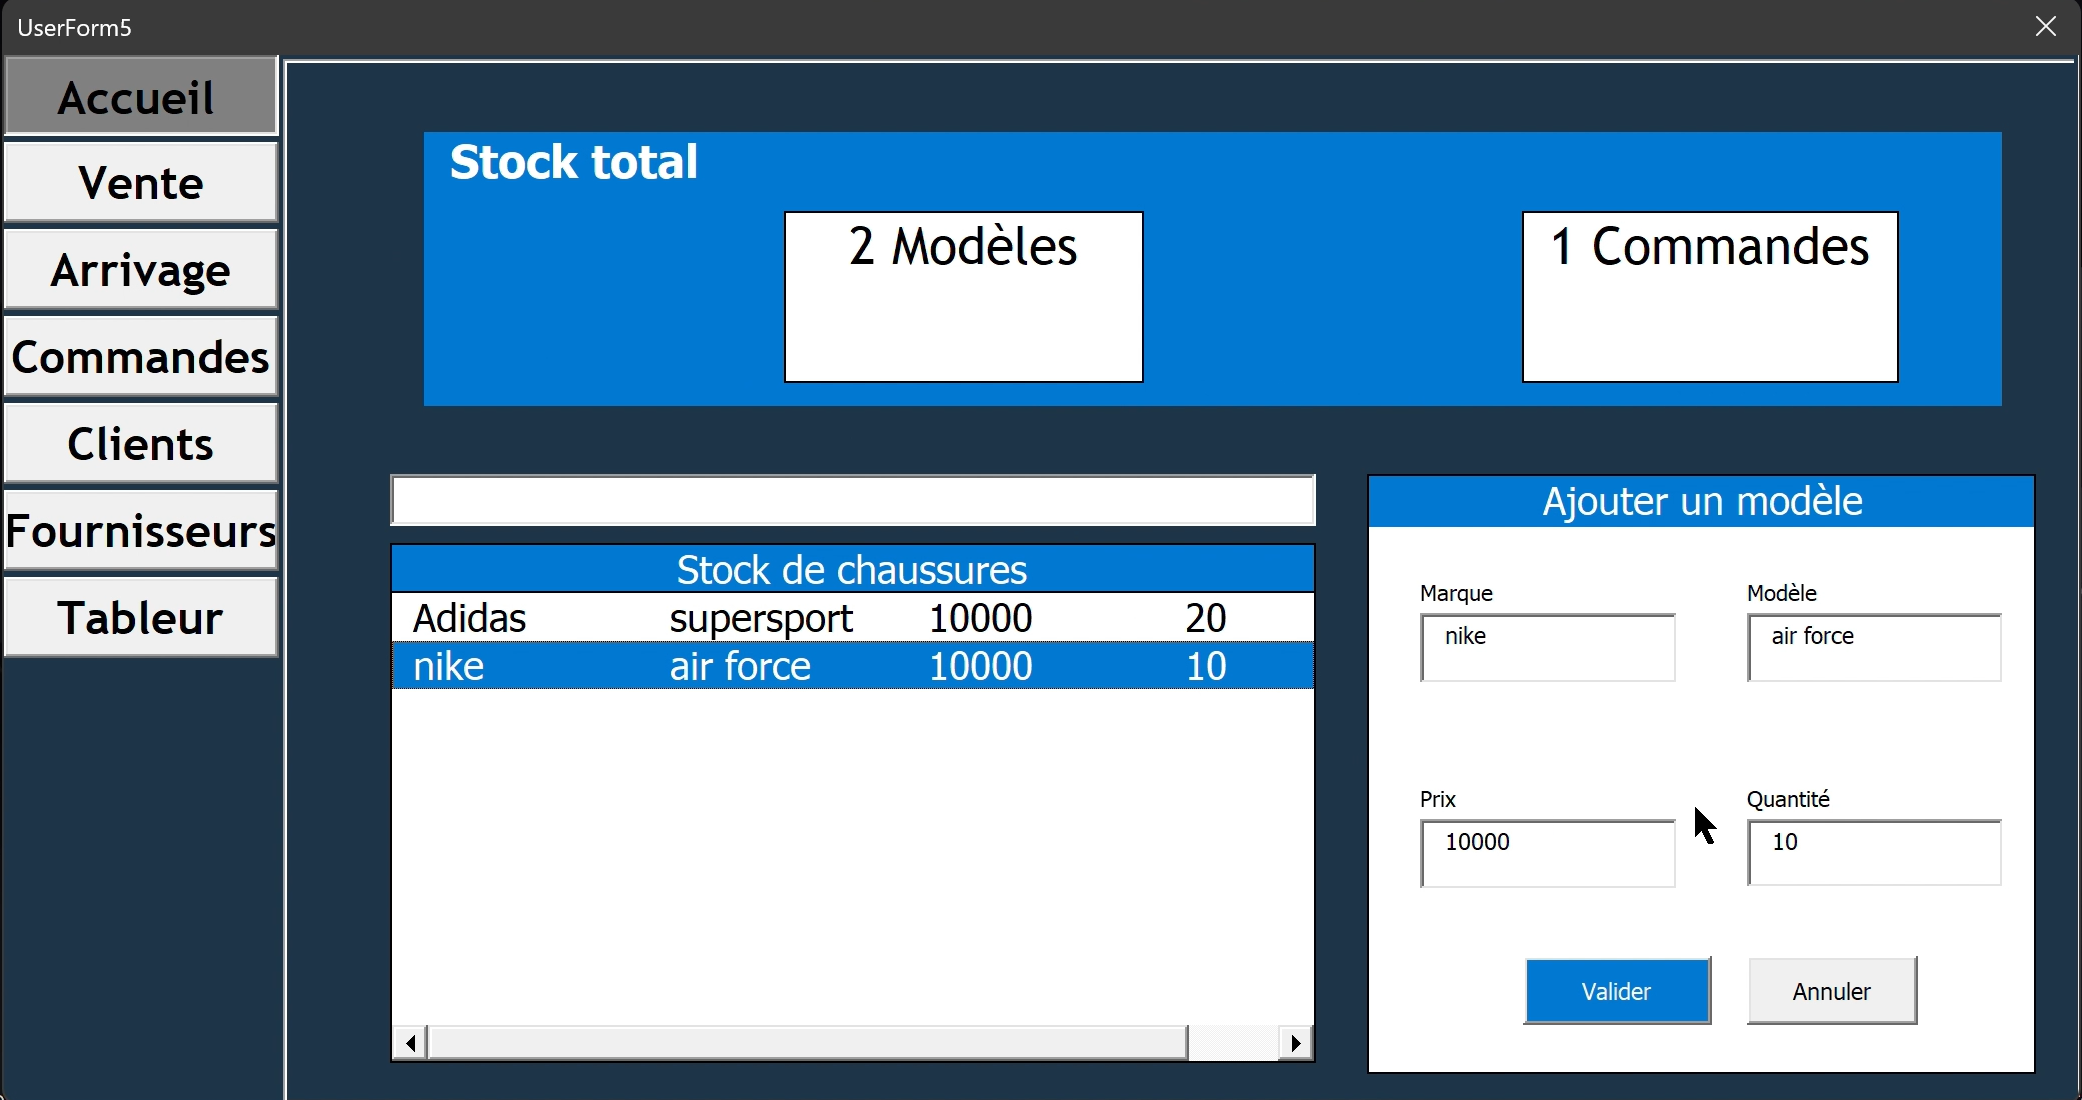 UserForm5
Accueil
Vente
Arrivage
Commandes
Clients
Fournisseurs
Tableur
Stock total
2 Modèles
1 Commandes
Stock de chaussures
Adidas supersport 10000 20
nike air force 10000 10
Ajouter un modèle
Marque Modèle
nike air force
Prix Quantité
10000 10
Valider Annuler